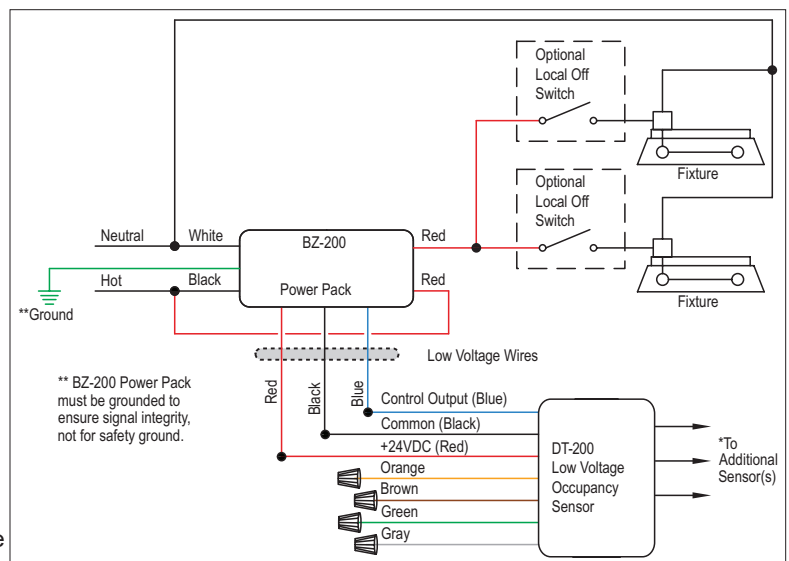 Optional
Local Off
Switch
Fixture
Optional
Local Off
Switch
Fixture
Neutral
White
BZ-200
Power Pack
Red
Red
Hot
Black
**Ground
Low Voltage Wires
** BZ-200 Power Pack
must be grounded to
ensure signal integrity,
not for safety ground.
Red
Black
Blue
Control Output (Blue)
Common (Black)
+24VDC (Red)
Orange
Brown
Green
Gray
DT-200
Low Voltage
Occupancy
Sensor
*To
Additional
Sensor(s)
e